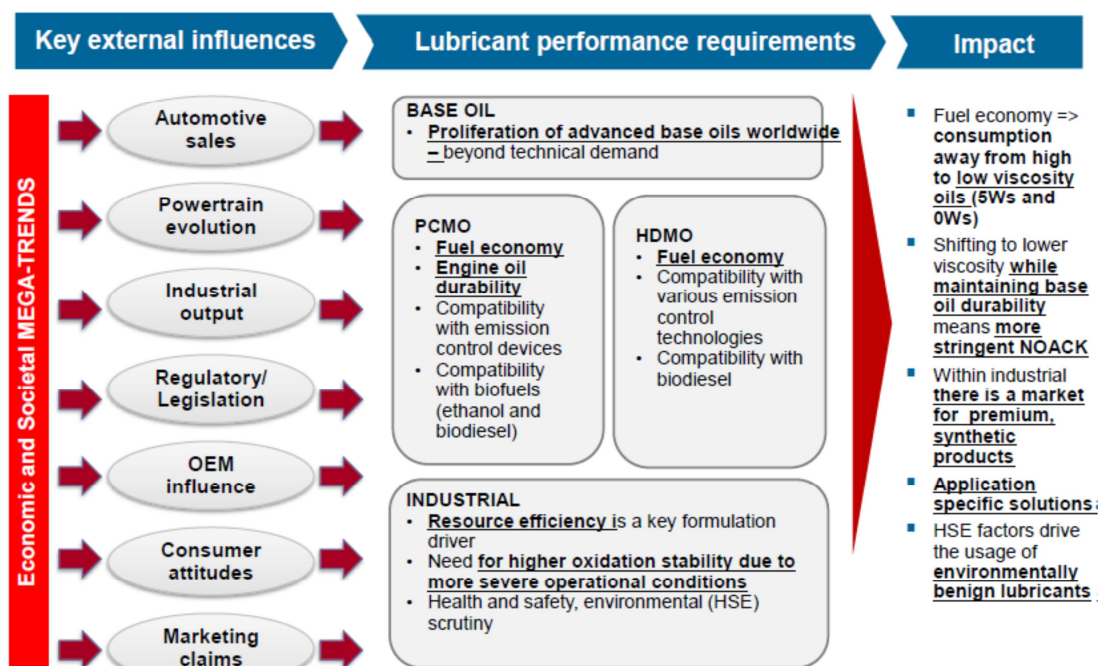 Key external influences
Lubricant performance requirements
Impact
Economic and Societal MEGA-TRENDS
Automotive
sales
Powertrain
evolution
Industrial
output
Regulatory/
Legislation
OEM
influence
Consumer
attitudes
Marketing
claims
BASE OIL
• Proliferation of advanced base oils worldwide
– beyond technical demand
PCMO
• Fuel economy
• Engine oil
durability
• Compatibility
with emission
control devices
• Compatibility
with biofuels
(ethanol and
biodiesel)
HDMO
• Fuel economy
• Compatibility with
various emission
control
technologies
• Compatibility with
biodiesel
INDUSTRIAL
• Resource efficiency is a key formulation
driver
• Need for higher oxidation stability due to
more severe operational conditions
• Health and safety, environmental (HSE)
scrutiny
▪ Fuel economy =>
consumption
away from high
to low viscosity
oils (5Ws and
0Ws)
▪ Shifting to lower
viscosity while
maintaining base
oil durability
means more
stringent NOACK
▪ Within industrial
there is a market
for premium,
synthetic
products
▪ Application
specific solutions
▪ HSE factors drive
the usage of
environmentally
benign lubricants